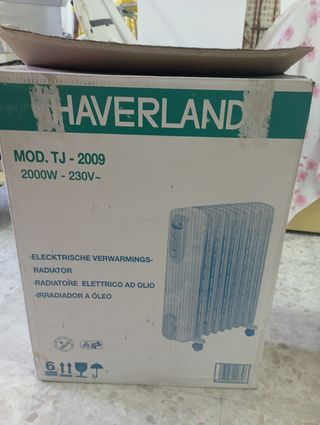 HAVERLAND
MOD. TJ - 2009
2000W - 230V~
·ELECKTRISCHE VERWARMINGS-
RADIATOR
·RADIATORE ELETTRICO AD OLIO
·IRRADIADOR A ÓLEO
6